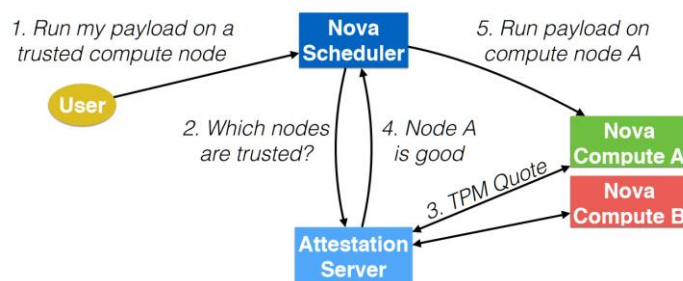 1. Run my payload on a
trusted compute node
Nova
Scheduler
5. Run payload on
compute node A
User
2. Which nodes
are trusted?
4. Node A
is good
Nova
Compute A
3. TPM Quote
Nova
Compute B
Attestation
Server